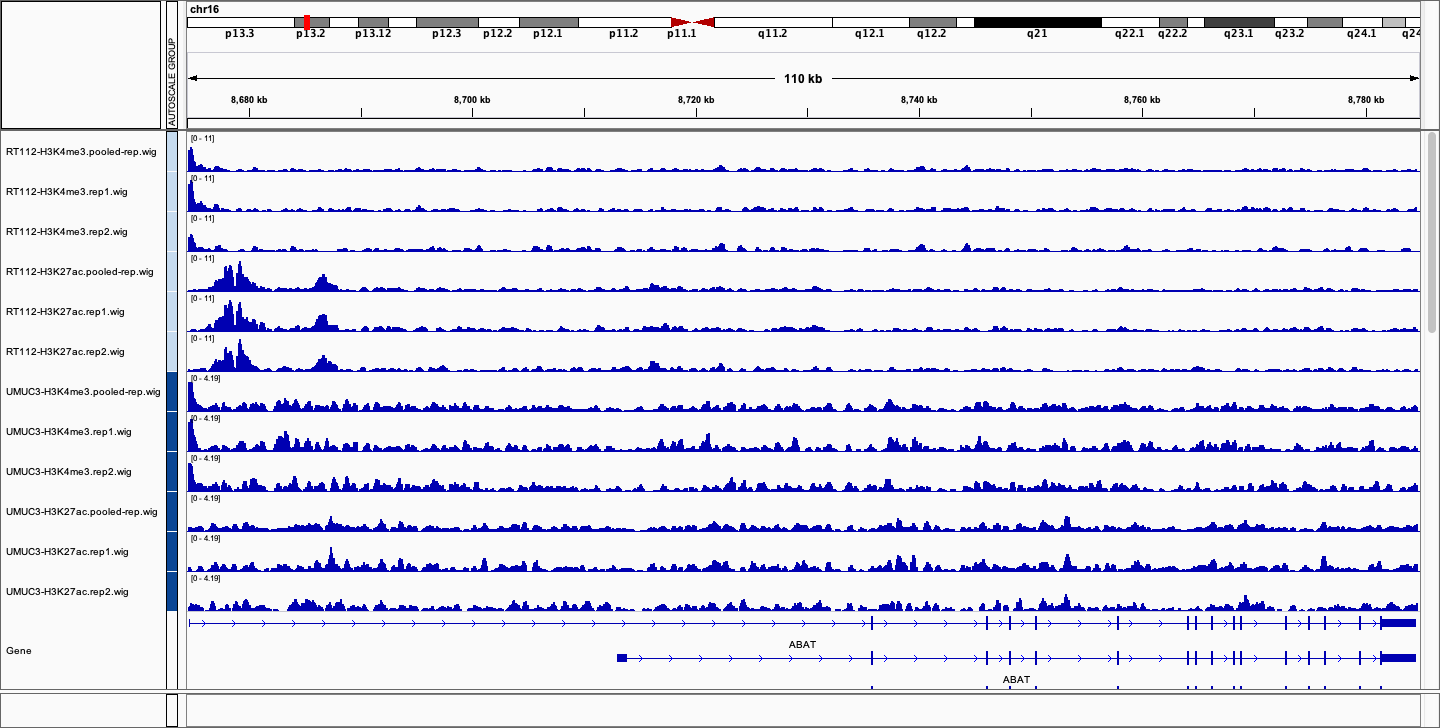 chr16
p13.3 p13.2 p13.12 p12.3 p12.2 p12.1 p11.2 p11.1 q11.2 q12.1 q12.2 q21 q22.1 q22.2 q23.1 q23.2 q24.1 q24
AUTOSCALE GROUP
110 kb
8,680 kb 8,700 kb 8,720 kb 8,740 kb 8,760 kb 8,780 kb
[0 - 11]
RT112-H3K4me3.pooled-rep.wig
[0 - 11]
RT112-H3K4me3.rep1.wig
[0 - 11]
RT112-H3K4me3.rep2.wig
[0 - 11]
RT112-H3K27ac.pooled-rep.wig
[0 - 11]
RT112-H3K27ac.rep1.wig
[0 - 11]
RT112-H3K27ac.rep2.wig
[0 - 4.19]
UMUC3-H3K4me3.pooled-rep.wig
[0 - 4.19]
UMUC3-H3K4me3.rep1.wig
[0 - 4.19]
UMUC3-H3K4me3.rep2.wig
[0 - 4.19]
UMUC3-H3K27ac.pooled-rep.wig
[0 - 4.19]
UMUC3-H3K27ac.rep1.wig
[0 - 4.19]
UMUC3-H3K27ac.rep2.wig
ABAT
Gene
ABAT